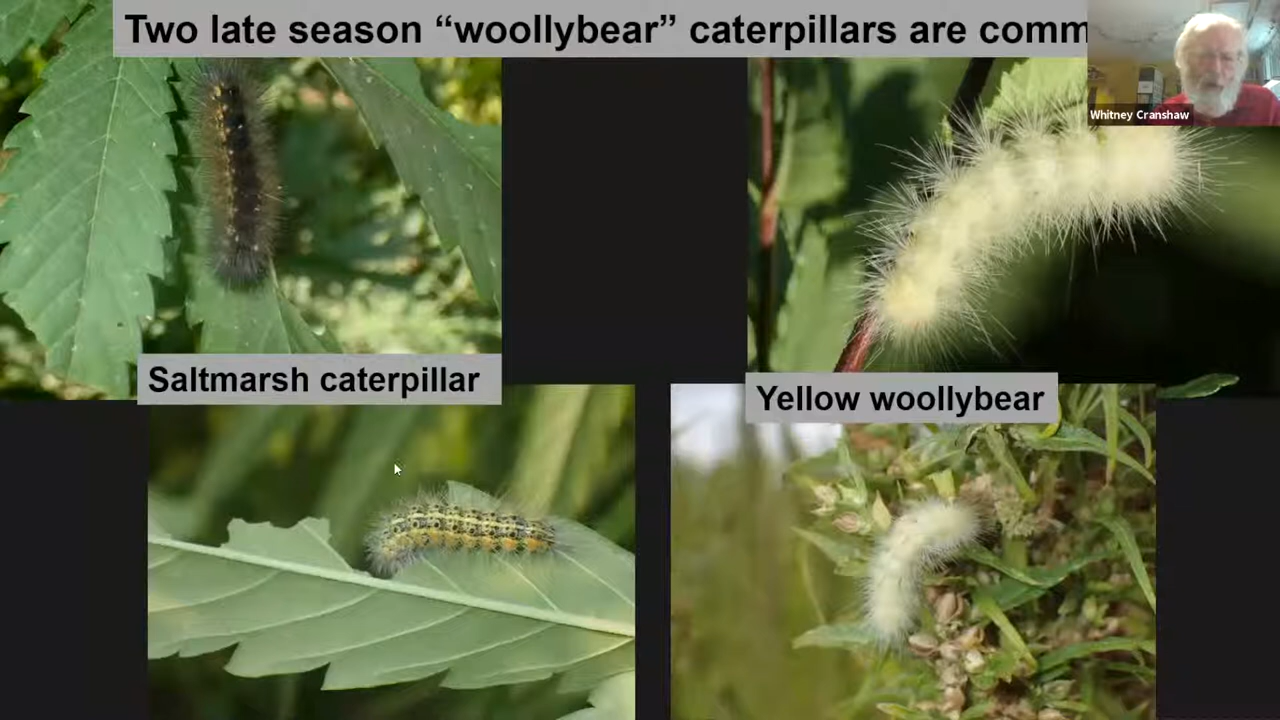 Two late season “woollybear” caterpillars are comm
Whitney Cranshaw
Saltmarsh caterpillar
Yellow woollybear